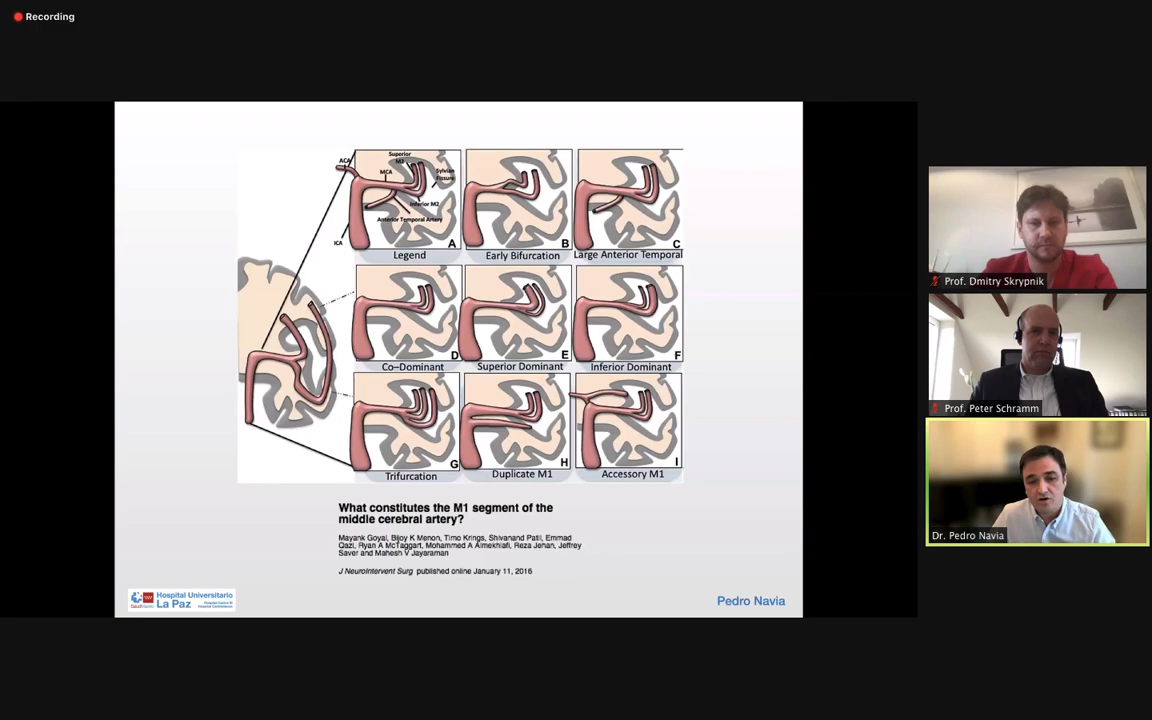 Recording
ACA
Superior
M2
MCA
Sylvian
Fissure
Inferior M2
Anterior Temporal Artery
ICA
A
B
C
Legend
Early Bifurcation
Large Anterior Temporal
D
E
F
Co-Dominant
Superior Dominant
Inferior Dominant
G
H
I
Trifurcation
Duplicate M1
Accessory M1
What constitutes the M1 segment of the
middle cerebral artery?
Mayank Goyal, Bijoy K Menon, Timo Krings, Shivanand Patil, Emmad
Qazi, Ryan A McTaggart, Mohammed A Almekhlafi, Reza Jahan, Jeffrey
Saver and Mahesh V Jayaraman
J NeuroIntervent Surg published online January 11, 2016
Hospital Universitario
La Paz
Pedro Navia
Prof. Dmitry Skrypnik
Prof. Peter Schramm
Dr. Pedro Navia